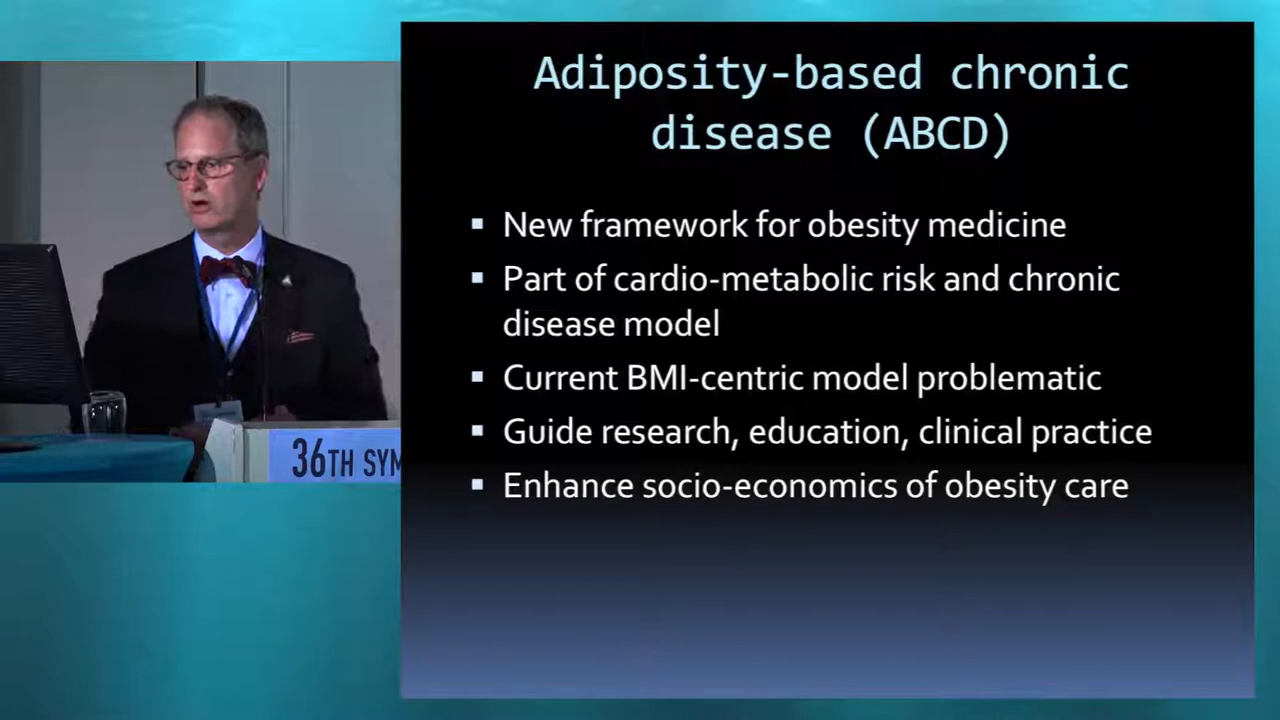 Adiposity-based chronic
disease (ABCD)
New framework for obesity medicine
Part of cardio-metabolic risk and chronic
disease model
Current BMI-centric model problematic
Guide research, education, clinical practice
Enhance socio-economics of obesity care
36TH SYM